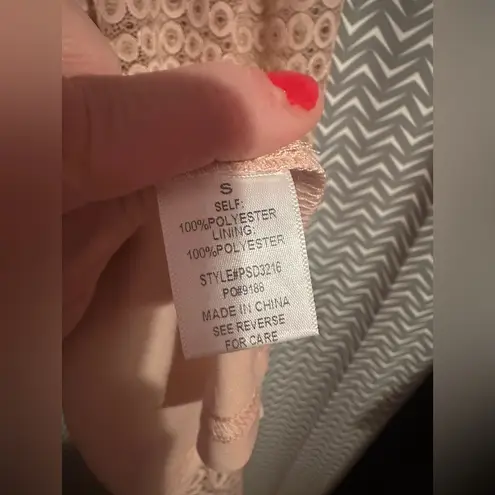 S
SELF:
100%POLYESTER
LINING:
100%POLYESTER
STYLE#PSD3216
PO#9186
MADE IN CHINA
SEE REVERSE
FOR CARE